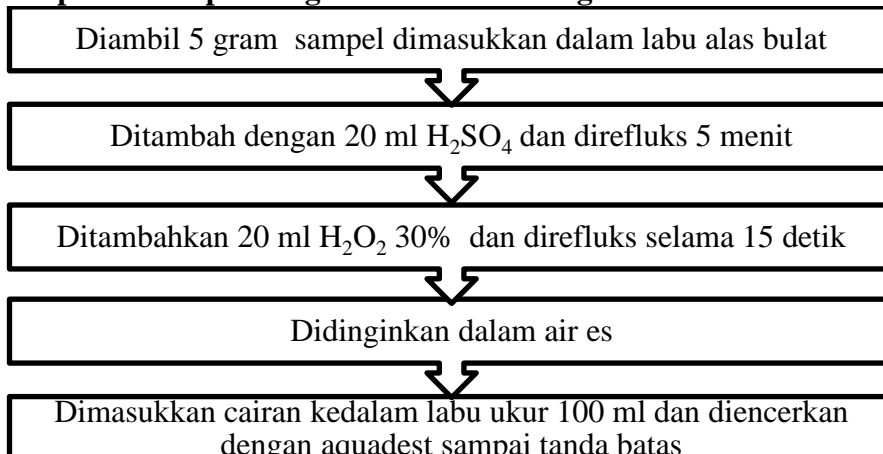 Diambil 5 gram sampel dimasukkan dalam labu alas bulat
Ditambah dengan 20 ml H₂SO₄ dan direfluks 5 menit
Ditambahkan 20 ml H₂O₂ 30% dan direfluks selama 15 detik
Didinginkan dalam air es
Dimasukkan cairan kedalam labu ukur 100 ml dan diencerkan
dengan aquadest sampai tanda batas